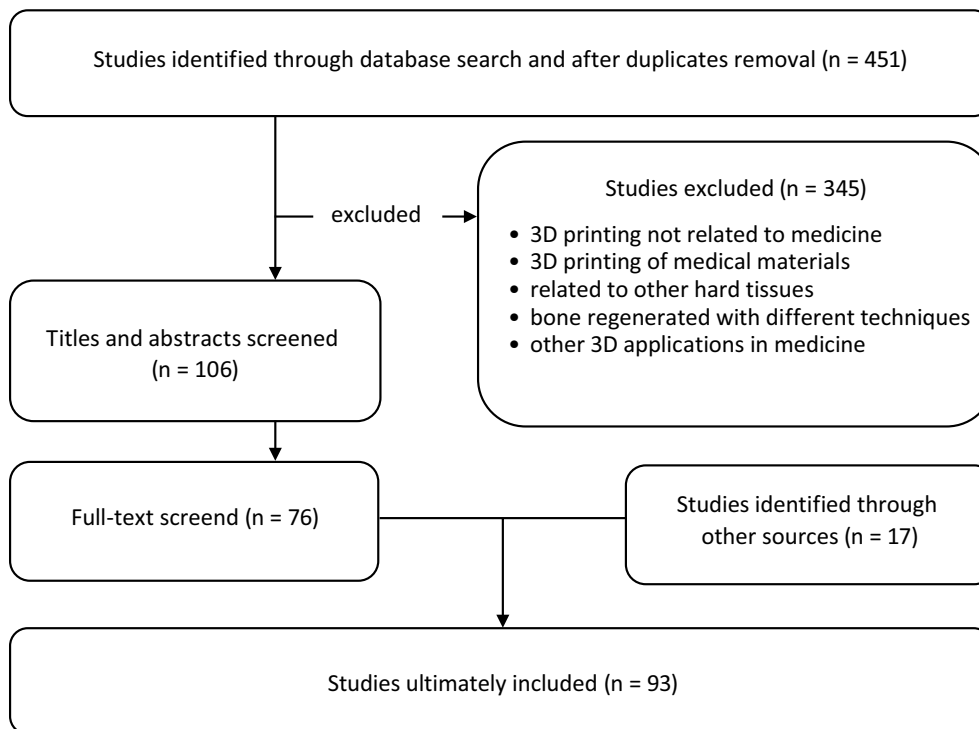 Studies identified through database search and after duplicates removal (n = 451)
excluded
Studies excluded (n = 345)
• 3D printing not related to medicine
• 3D printing of medical materials
• related to other hard tissues
• bone regenerated with different techniques
• other 3D applications in medicine
Titles and abstracts screened
(n = 106)
Full-text screend (n = 76)
Studies identified through
other sources (n = 17)
Studies ultimately included (n = 93)